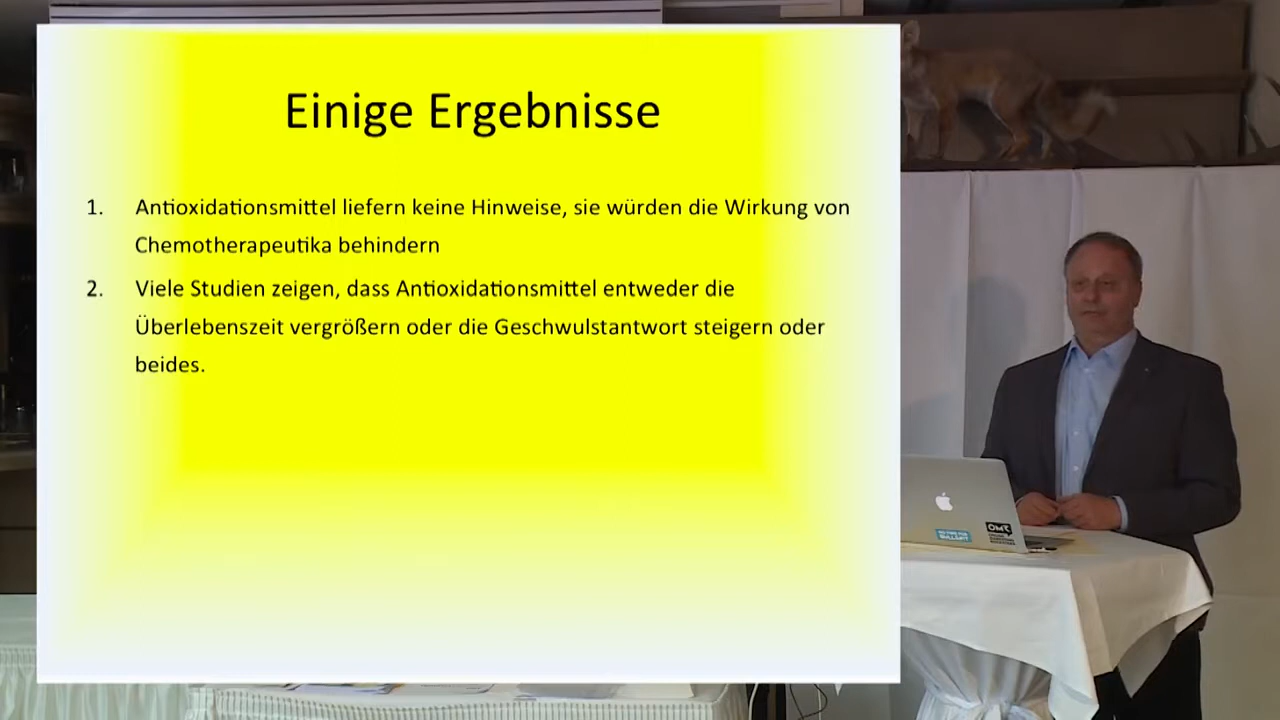 Einige Ergebnisse
1. Antioxidationsmittel liefern keine Hinweise, sie würden die Wirkung von
Chemotherapeutika behindern
2. Viele Studien zeigen, dass Antioxidationsmittel entweder die
Überlebenszeit vergrößern oder die Geschwulstantwort steigern oder
beides.
OMR